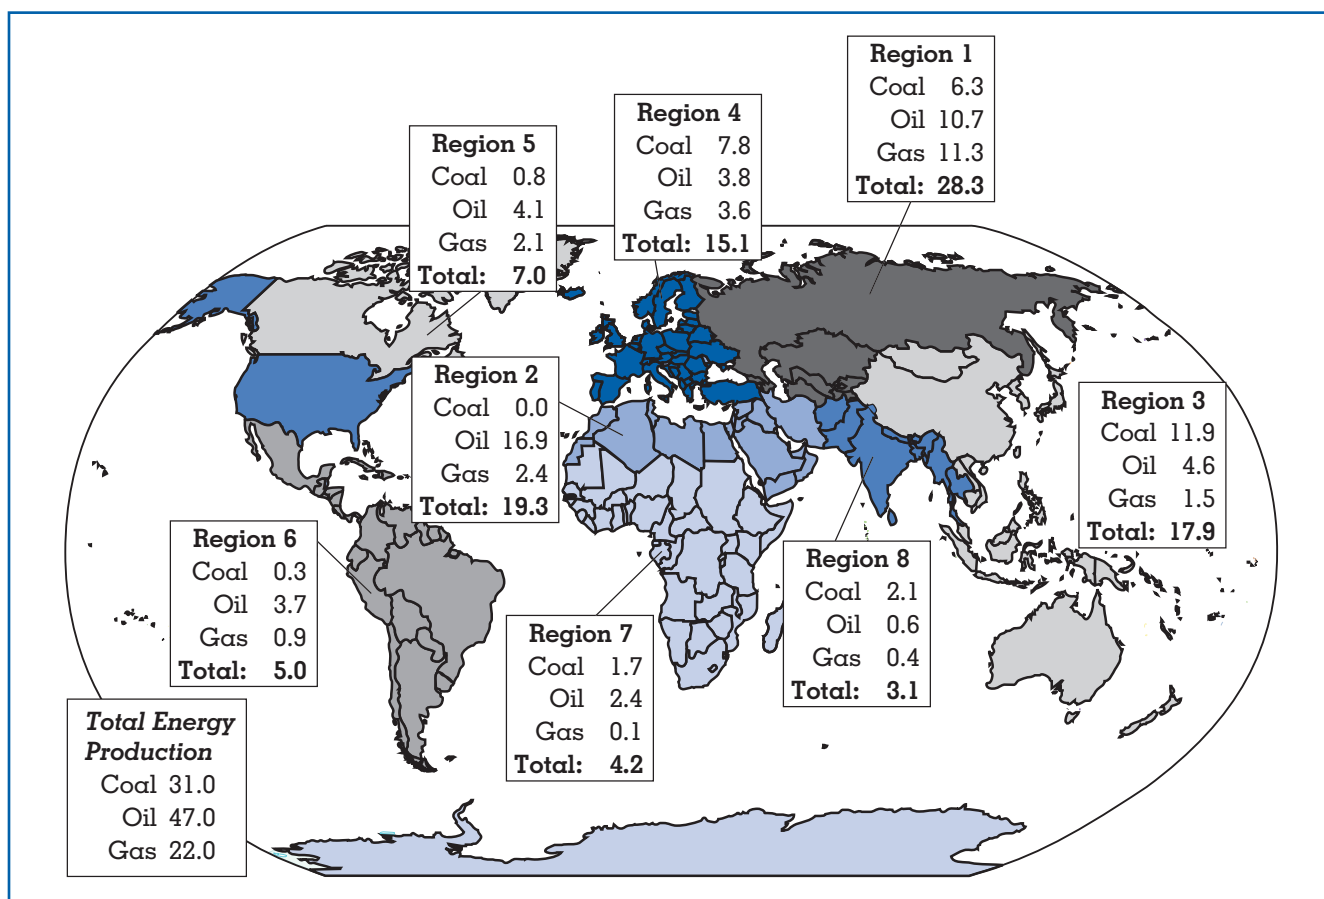 Region 1
Coal 6.3
Oil 10.7
Gas 11.3
Total: 28.3
Region 4
Coal 7.8
Oil 3.8
Gas 3.6
Total: 15.1
Region 5
Coal 0.8
Oil 4.1
Gas 2.1
Total: 7.0
Region 2
Coal 0.0
Oil 16.9
Gas 2.4
Total: 19.3
Region 3
Coal 11.9
Oil 4.6
Gas 1.5
Total: 17.9
Region 6
Coal 0.3
Oil 3.7
Gas 0.9
Total: 5.0
Region 8
Coal 2.1
Oil 0.6
Gas 0.4
Total: 3.1
Region 7
Coal 1.7
Oil 2.4
Gas 0.1
Total: 4.2
Total Energy
Production
Coal 31.0
Oil 47.0
Gas 22.0